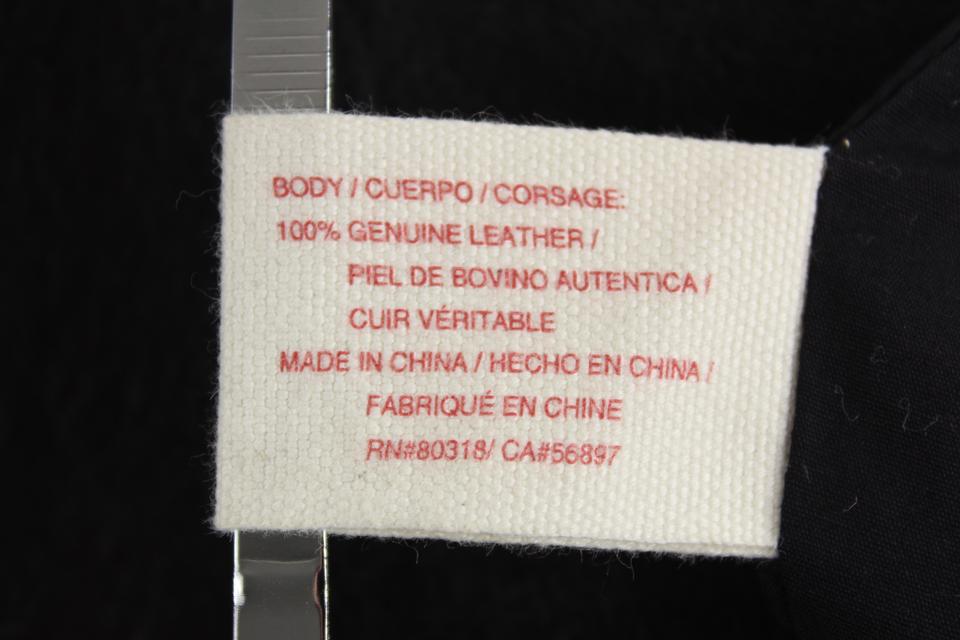 BODY / CUERPO / CORSAGE:
100% GENUINE LEATHER /
PIEL DE BOVINO AUTENTICA /
CUIR VÉRITABLE
MADE IN CHINA / HECHO EN CHINA /
FABRIQUÉ EN CHINE
RN#80318/ CA#56897